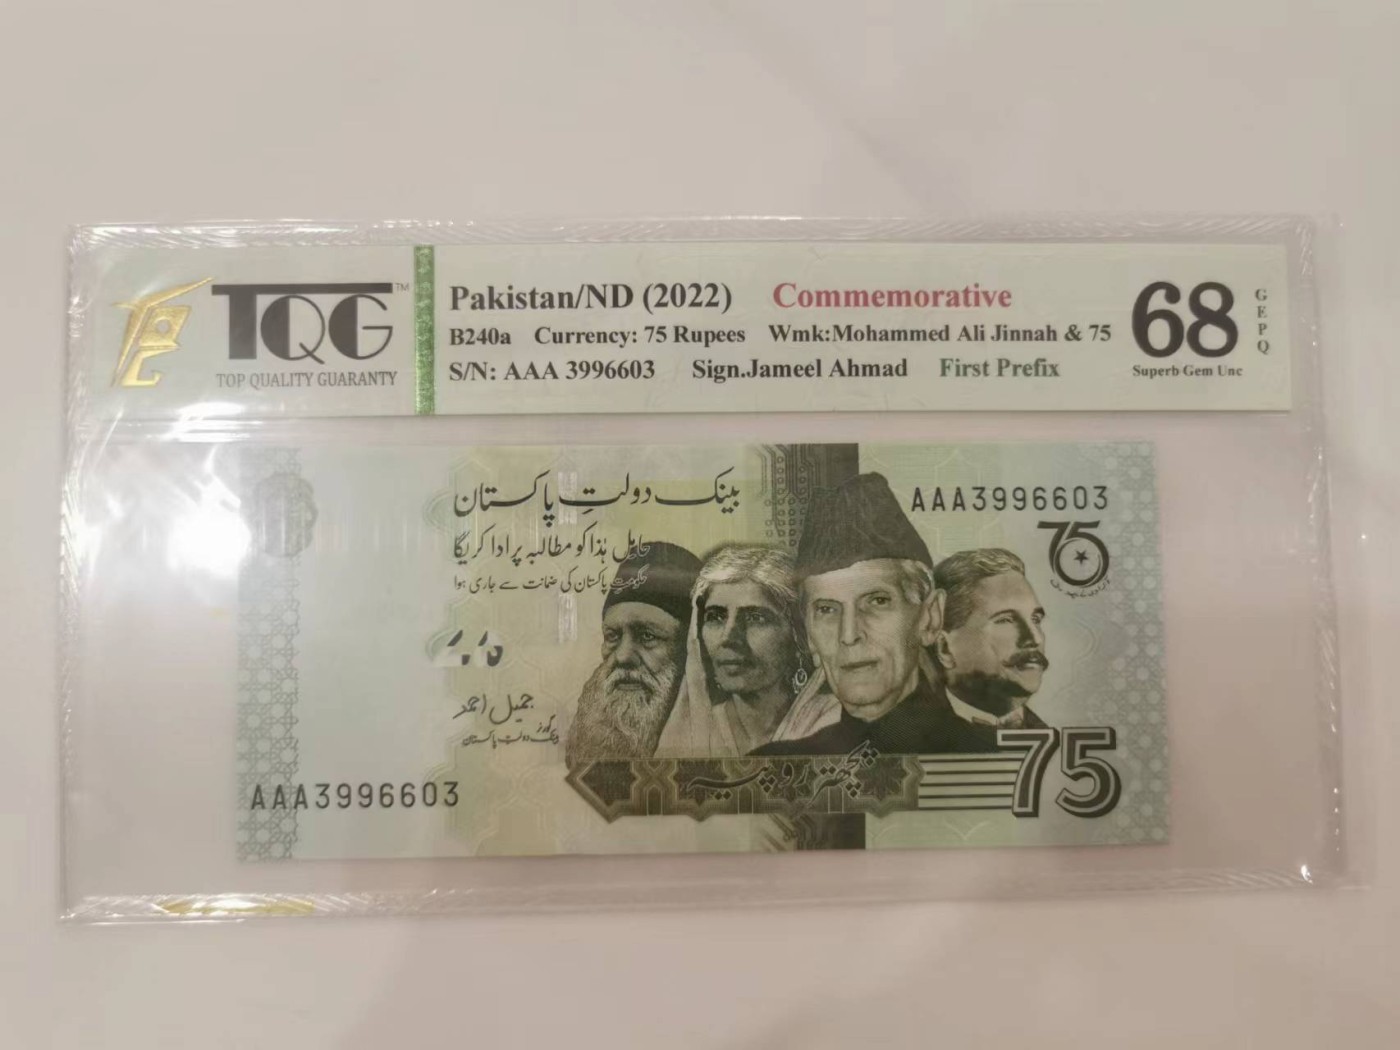 TQG™
TOP QUALITY GUARANTY
Pakistan/ND (2022) Commemorative
B240a Currency: 75 Rupees Wmk:Mohammed Ali Jinnah & 75
S/N: AAA 3996603 Sign.Jameel Ahmad First Prefix
68
Superb Gem Unc
GEPQ
بینک دولتِ پاکستان
AAA3996603
حاملِ ہٰذا کو مطالبہ پر ادا کریگا
75
حکومتِ پاکستان کی ضمانت سے جاری ہوا
جمیل احمد
گورنر
بینک دولتِ پاکستان
پچھتر روپیہ
75
AAA3996603